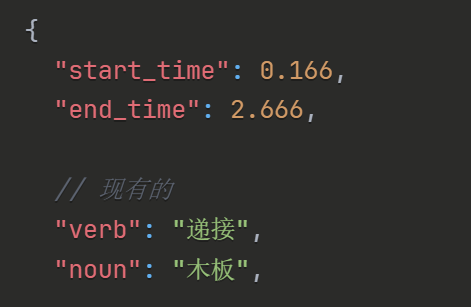 {
"start_time": 0.166,
"end_time": 2.666,
// 现有的
"verb": "递接",
"noun": "木板",